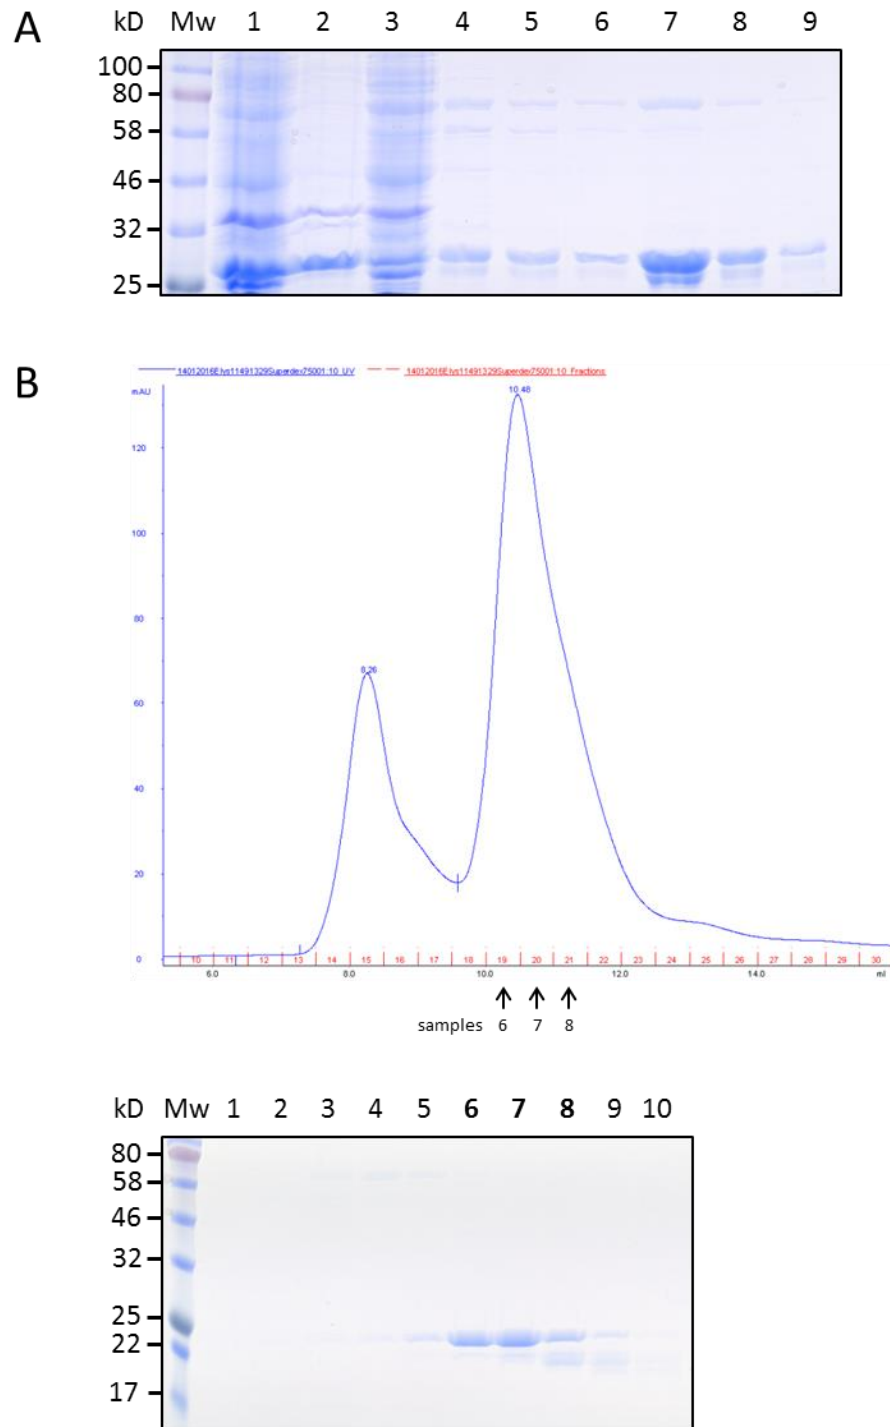 A
kD Mw 1 2 3 4 5 6 7 8 9
100
80
58
46
32
25
B
14012016Elys11491329Superdex75001:10_UV 14012016Elys11491329Superdex75001:10_Fractions
mAU
10.48
120
100
80
8.26
60
40
20
0
10 11 12 13 14 15 16 17 18 19 20 21 22 23 24 25 26 27 28 29 30
6.0 8.0 10.0 12.0 14.0 ml
samples 6 7 8
kD Mw 1 2 3 4 5 6 7 8 9 10
80
58
46
32
25
22
17